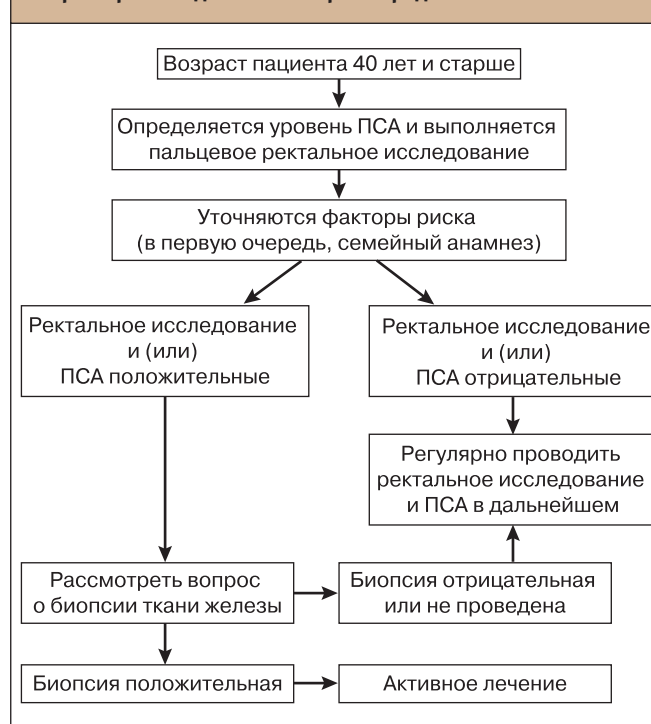 Возраст пациента 40 лет и старше
Определяется уровень ПСА и выполняется
пальцевое ректальное исследование
Уточняются факторы риска
(в первую очередь, семейный анамнез)
Ректальное исследование
и (или)
ПСА положительные
Ректальное исследование
и (или)
ПСА отрицательные
Регулярно проводить
ректальное исследование
и ПСА в дальнейшем
Рассмотреть вопрос
о биопсии ткани железы
Биопсия отрицательная
или не проведена
Биопсия положительная
Активное лечение